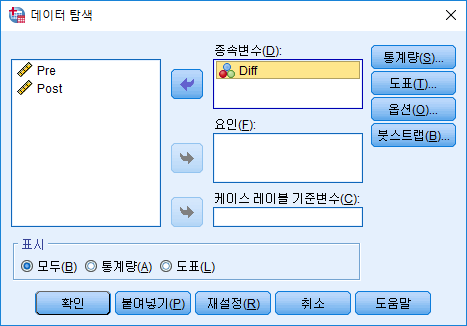 데이터 탐색
종속변수(D):
Pre
Post
Diff
통계량(S)...
도표(T)...
옵션(O)...
붓스트랩(B)...
요인(F):
케이스 레이블 기준변수(C):
표시
모두(B) 통계량(A) 도표(L)
확인 붙여넣기(P) 재설정(R) 취소 도움말